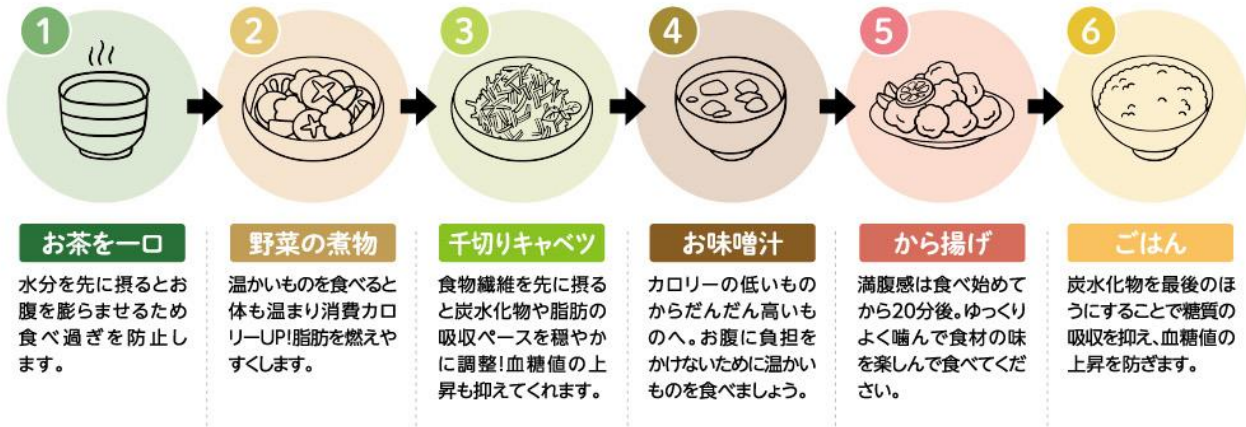 1
2
3
4
5
6
お茶を一口
水分を先に摂るとお
腹を膨らませるため
食べ過ぎを防止し
ます。
野菜の煮物
温かいものを食べると
体も温まり消費カロ
リーUP!脂肪を燃えや
すくします。
千切りキャベツ
食物繊維を先に摂る
と炭水化物や脂肪の
吸収ペースを穏やか
に調整!血糖値の上
昇も抑えてくれます。
お味噌汁
カロリーの低いもの
からだんだん高いも
のへ。お腹に負担を
かけないために温かい
ものを食べましょう。
から揚げ
満腹感は食べ始めて
から20分後。ゆっくり
よく噛んで食材の味
を楽しんで食べてくだ
さい。
ごはん
炭水化物を最後のほ
うにすることで糖質の
吸収を抑え、血糖値の
上昇を防ぎます。